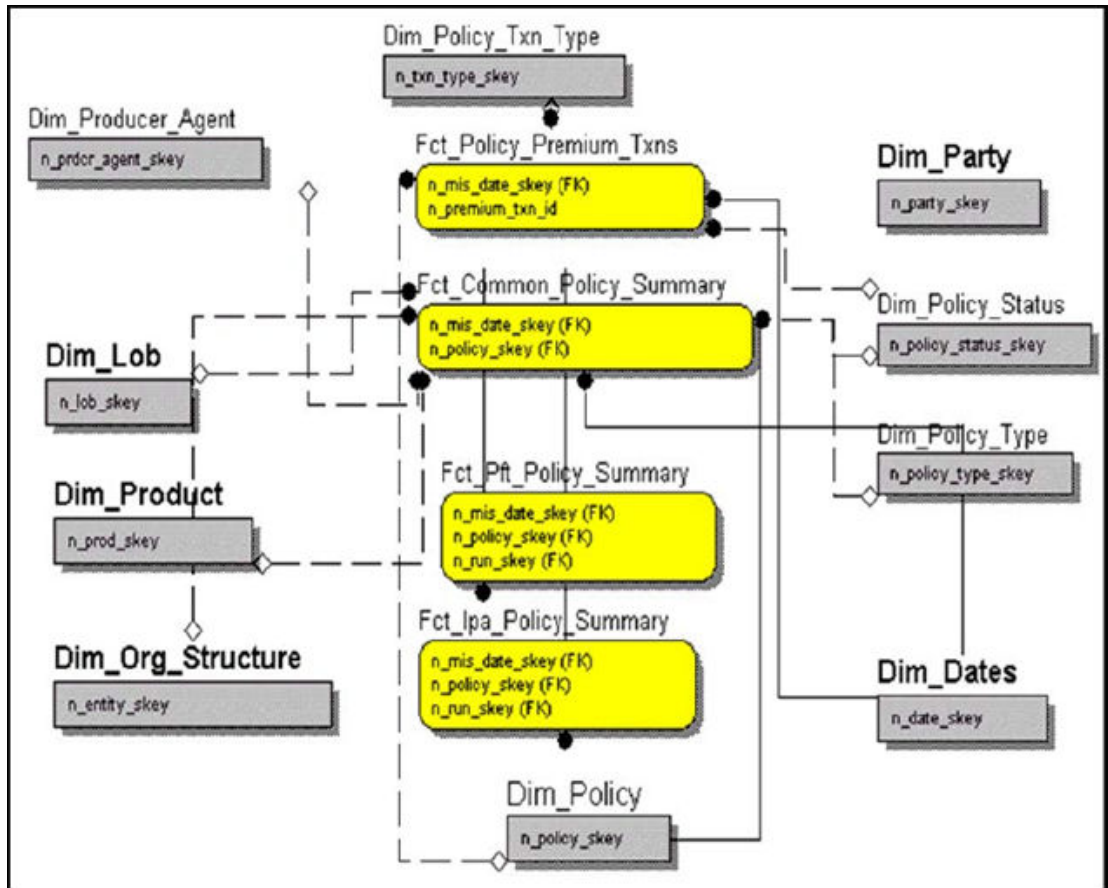 Dim_Policy_Txn_Type
n_txn_type_skey
Dim_Producer_Agent
n_prdcr_agent_skey
Fct_Policy_Premium_Txns
n_mis_date_skey (FK)
n_premium_txn_id
Dim_Party
n_party_skey
Fct_Common_Policy_Summary
n_mis_date_skey (FK)
n_policy_skey (FK)
Dim_Policy_Status
n_policy_status_skey
Dim_Lob
n_lob_skey
Dim_Policy_Type
n_policy_type_skey
Fct_Pft_Policy_Summary
n_mis_date_skey (FK)
n_policy_skey (FK)
n_run_skey (FK)
Dim_Product
n_prod_skey
Fct_Ipa_Policy_Summary
n_mis_date_skey (FK)
n_policy_skey (FK)
n_run_skey (FK)
Dim_Org_Structure
n_entity_skey
Dim_Dates
n_date_skey
Dim_Policy
n_policy_skey